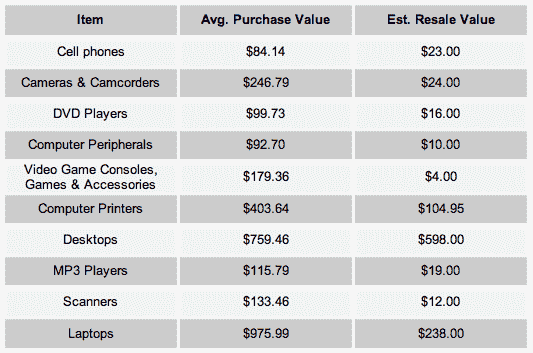 Item Avg. Purchase Value Est. Resale Value
Cell phones $84.14 $23.00
Cameras & Camcorders $246.79 $24.00
DVD Players $99.73 $16.00
Computer Peripherals $92.70 $10.00
Video Game Consoles,
Games & Accessories $179.36 $4.00
Computer Printers $403.64 $104.95
Desktops $759.46 $598.00
MP3 Players $115.79 $19.00
Scanners $133.46 $12.00
Laptops $975.99 $238.00